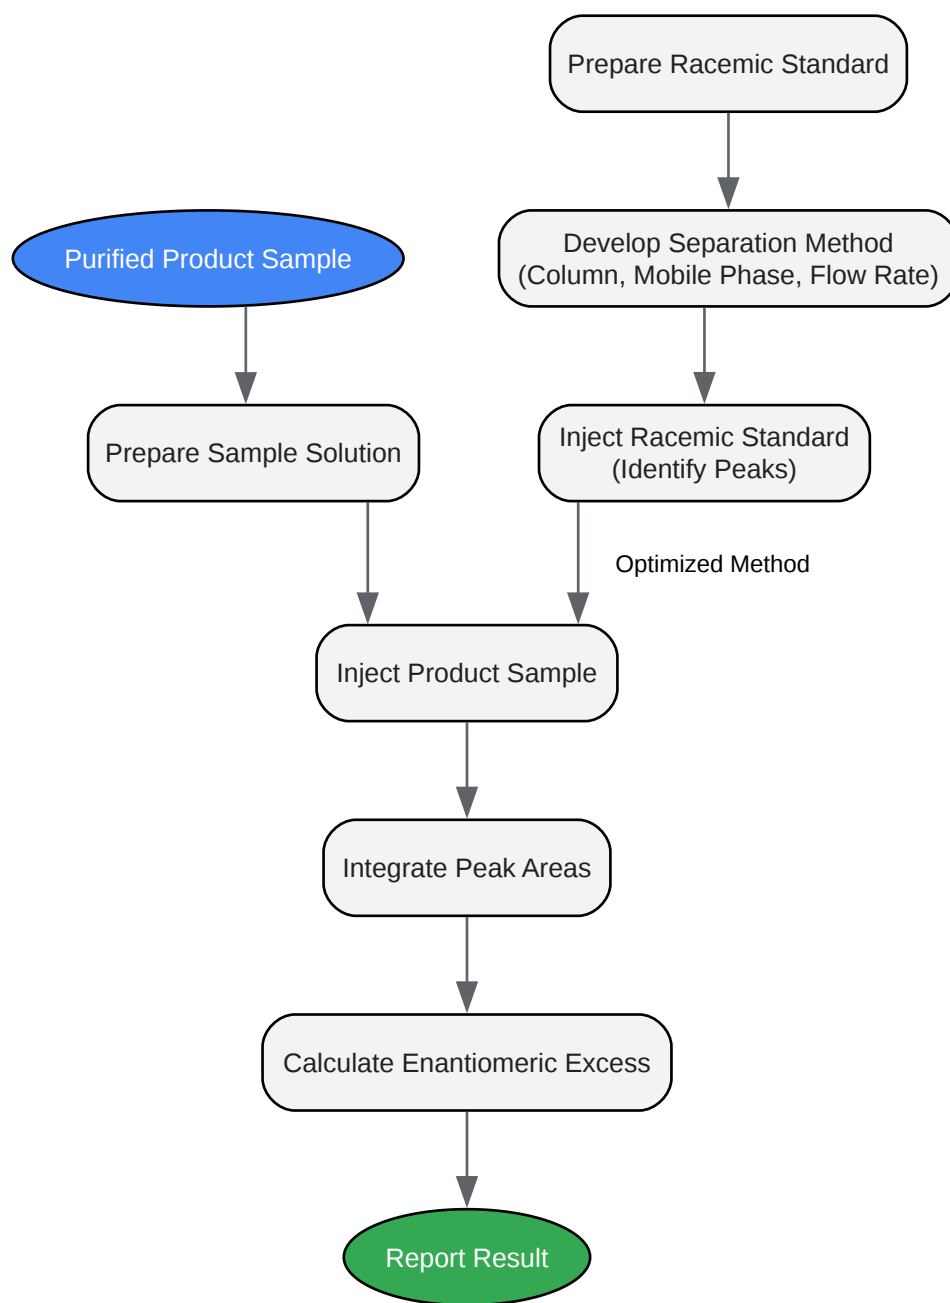 Prepare Racemic Standard
Purified Product Sample
Develop Separation Method
(Column, Mobile Phase, Flow Rate)
Prepare Sample Solution
Inject Racemic Standard
(Identify Peaks)
Optimized Method
Inject Product Sample
Integrate Peak Areas
Calculate Enantiomeric Excess
Report Result